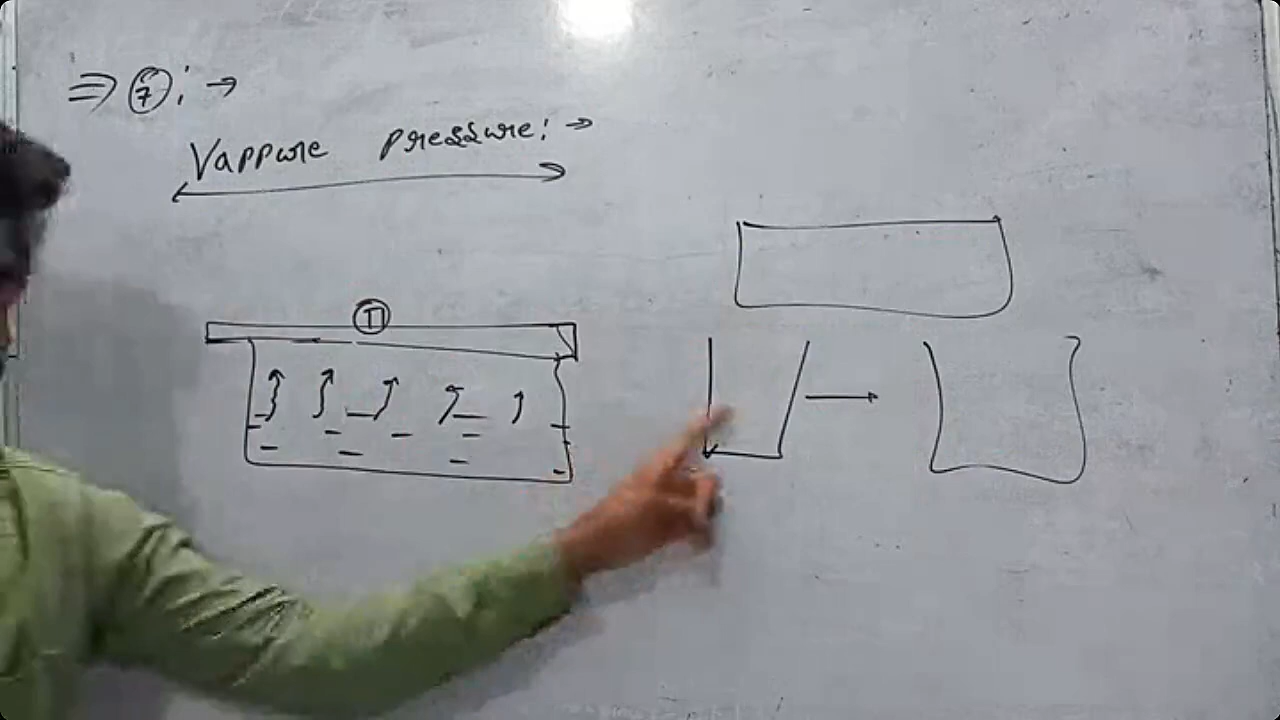 ⇒ ⑦ : →
Vappure pressure : →